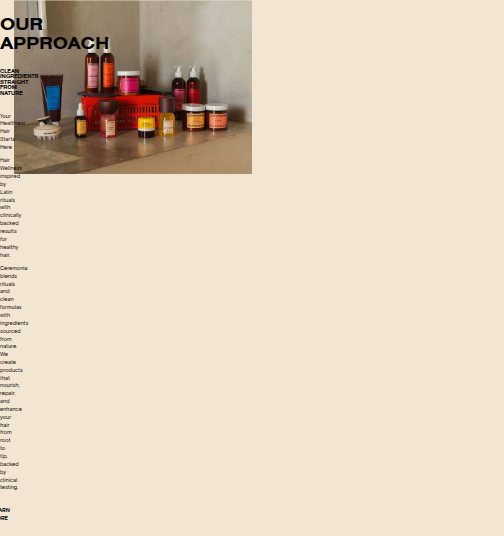 OUR
APPROACH
CLEAN
INGREDIENTS
STRAIGHT
FROM
NATURE
Your
Healthiest
Hair
Starts
Here
Hair
Wellness
inspired
by
Latin
rituals
with
clinically
backed
results
for
healthy
hair.
Ceremonia
blends
rituals
and
clean
formulas
with
ingredients
sourced
from
nature.
We
create
products
that
nourish,
repair,
and
enhance
your
hair
from
root
to
tip,
backed
by
clinical
testing.
ARN
RE